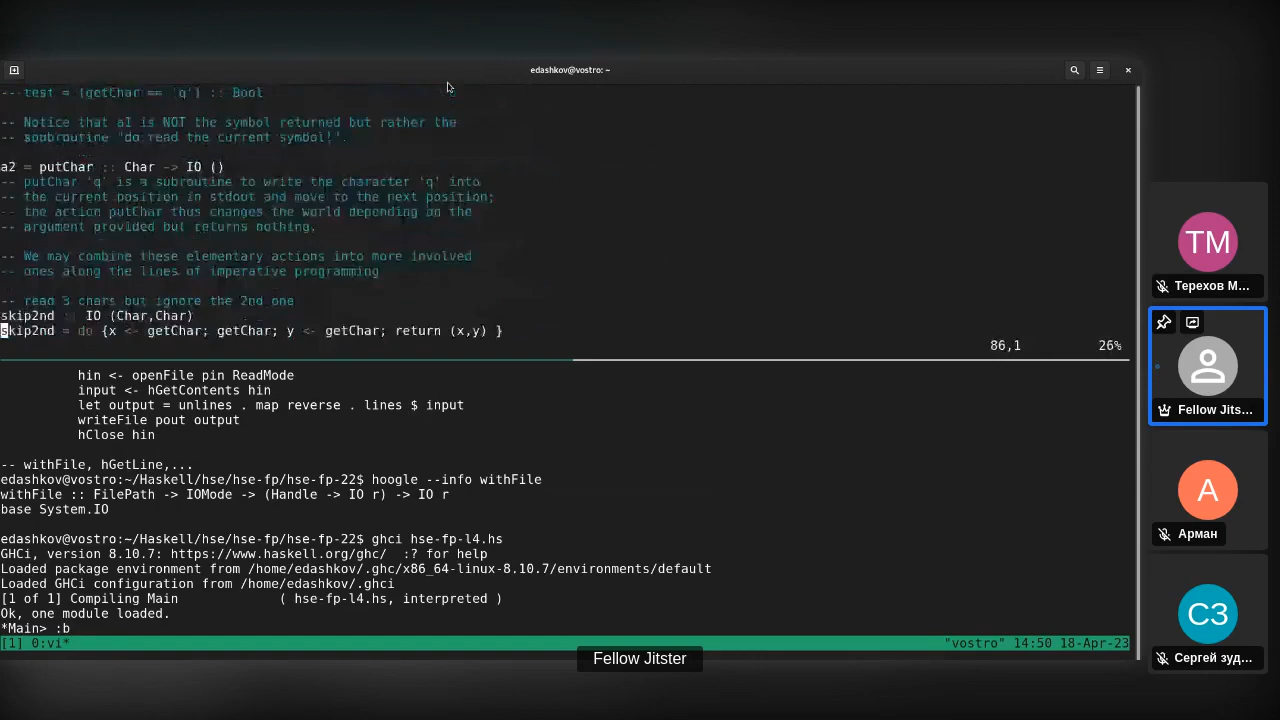 edashkov@vostro: ~
-- test = (getChar == 'q') :: Bool
-- Notice that a1 is NOT the symbol returned but rather the
-- soubroutine 'do read the current symbol!'.
a2 = putChar :: Char -> IO ()
-- putChar 'q' is a subroutine to write the character 'q' into
-- the current position in stdout and move to the next position;
-- the action putChar thus changes the world depending on the
-- argument provided but returns nothing.
-- We may combine these elementary actions into more involved
-- ones along the lines of imperative programming
-- read 3 chars but ignore the 2nd one
skip2nd :: IO (Char,Char)
skip2nd = do {x <- getChar; getChar; y <- getChar; return (x,y) }
86,1 26%
hin <- openFile pin ReadMode
input <- hGetContents hin
let output = unlines . map reverse . lines $ input
writeFile pout output
hClose hin
-- withFile, hGetLine,...
edashkov@vostro:~/Haskell/hse/hse-fp/hse-fp-22$ hoogle --info withFile
withFile :: FilePath -> IOMode -> (Handle -> IO r) -> IO r
base System.IO
edashkov@vostro:~/Haskell/hse/hse-fp/hse-fp-22$ ghci hse-fp-l4.hs
GHCi, version 8.10.7: https://www.haskell.org/ghc/  :? for help
Loaded package environment from /home/edashkov/.ghc/x86_64-linux-8.10.7/environments/default
Loaded GHCi configuration from /home/edashkov/.ghci
[1 of 1] Compiling Main             ( hse-fp-l4.hs, interpreted )
Ok, one module loaded.
*Main> :b
[1] 0:vi* "vostro" 14:50 18-Apr-23
Fellow Jitster
TM
Терехов М...
Fellow Jits...
A
Арман
СЗ
Сергей зуд...